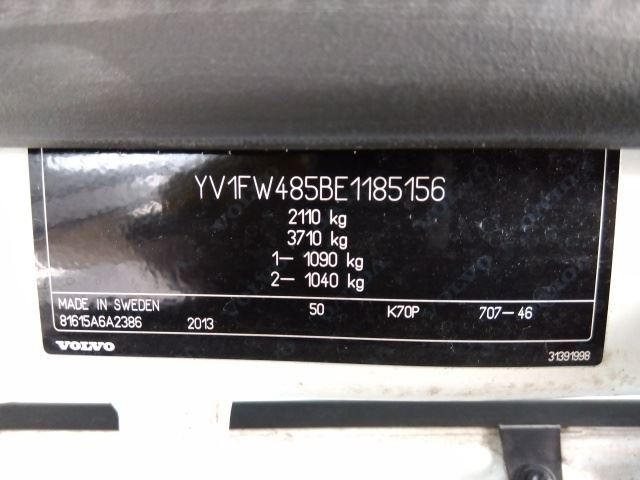 YV1FW485BE1185156
2110 kg
3710 kg
1– 1090 kg
2– 1040 kg
MADE IN SWEDEN 50 K70P 707–46
81615A6A2386 2013
VOLVO 31391998